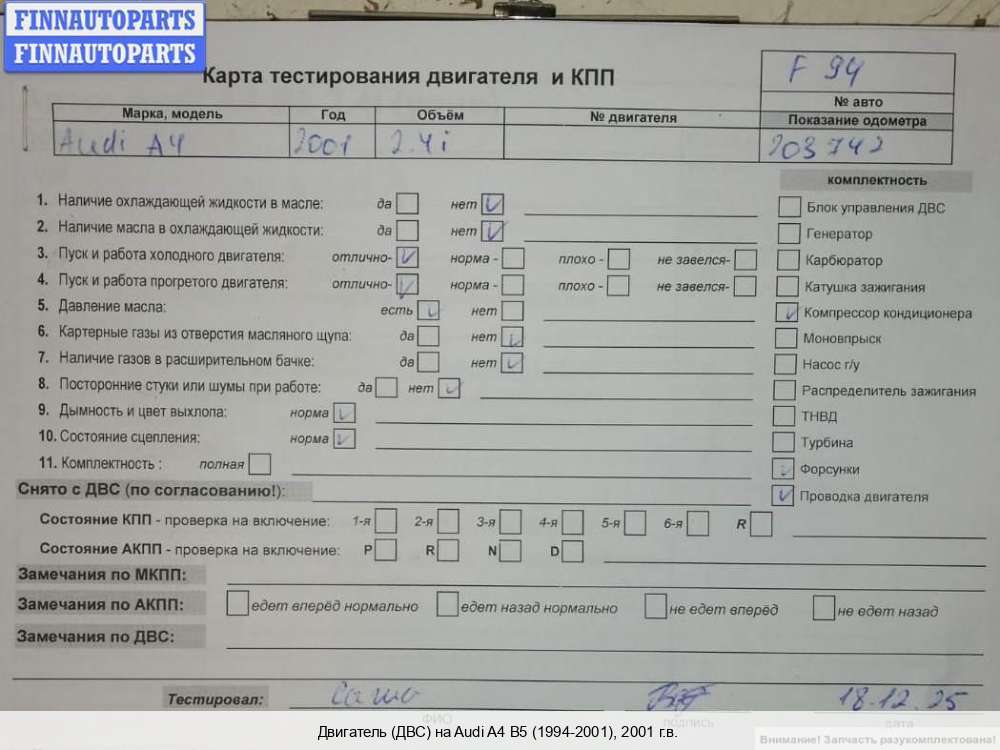 FINNAUTOPARTS
FINNAUTOPARTS
Карта тестирования двигателя и КПП
F 94
№ авто
Марка, модель Год Объём № двигателя Показание одометра
Audi A4 2001 2.4i 203742
комплектность
1. Наличие охлаждающей жидкости в масле: да нет Блок управления ДВС
2. Наличие масла в охлаждающей жидкости: да нет Генератор
3. Пуск и работа холодного двигателя: отлично- норма - плохо - не завелся- Карбюратор
4. Пуск и работа прогретого двигателя: отлично- норма - плохо - не завелся- Катушка зажигания
5. Давление масла: есть нет Компрессор кондиционера
6. Картерные газы из отверстия масляного щупа: да нет Моновпрыск
7. Наличие газов в расширительном бачке: да нет Насос г/у
8. Посторонние стуки или шумы при работе: да нет Распределитель зажигания
9. Дымность и цвет выхлопа: норма ТНВД
10. Состояние сцепления: норма Турбина
11. Комплектность : полная Форсунки
Снято с ДВС (по согласованию!): Проводка двигателя
Состояние КПП - проверка на включение: 1-я 2-я 3-я 4-я 5-я 6-я R
Состояние АКПП - проверка на включение: P R N D
Замечания по МКПП:
Замечания по АКПП: едет вперёд нормально едет назад нормально не едет вперёд не едет назад
Замечания по ДВС:
Тестировал: Саша 18.12.25
ФИО подпись дата
Двигатель (ДВС) на Audi A4 B5 (1994-2001), 2001 г.в.
Внимание! Запчасть разукомплектована!